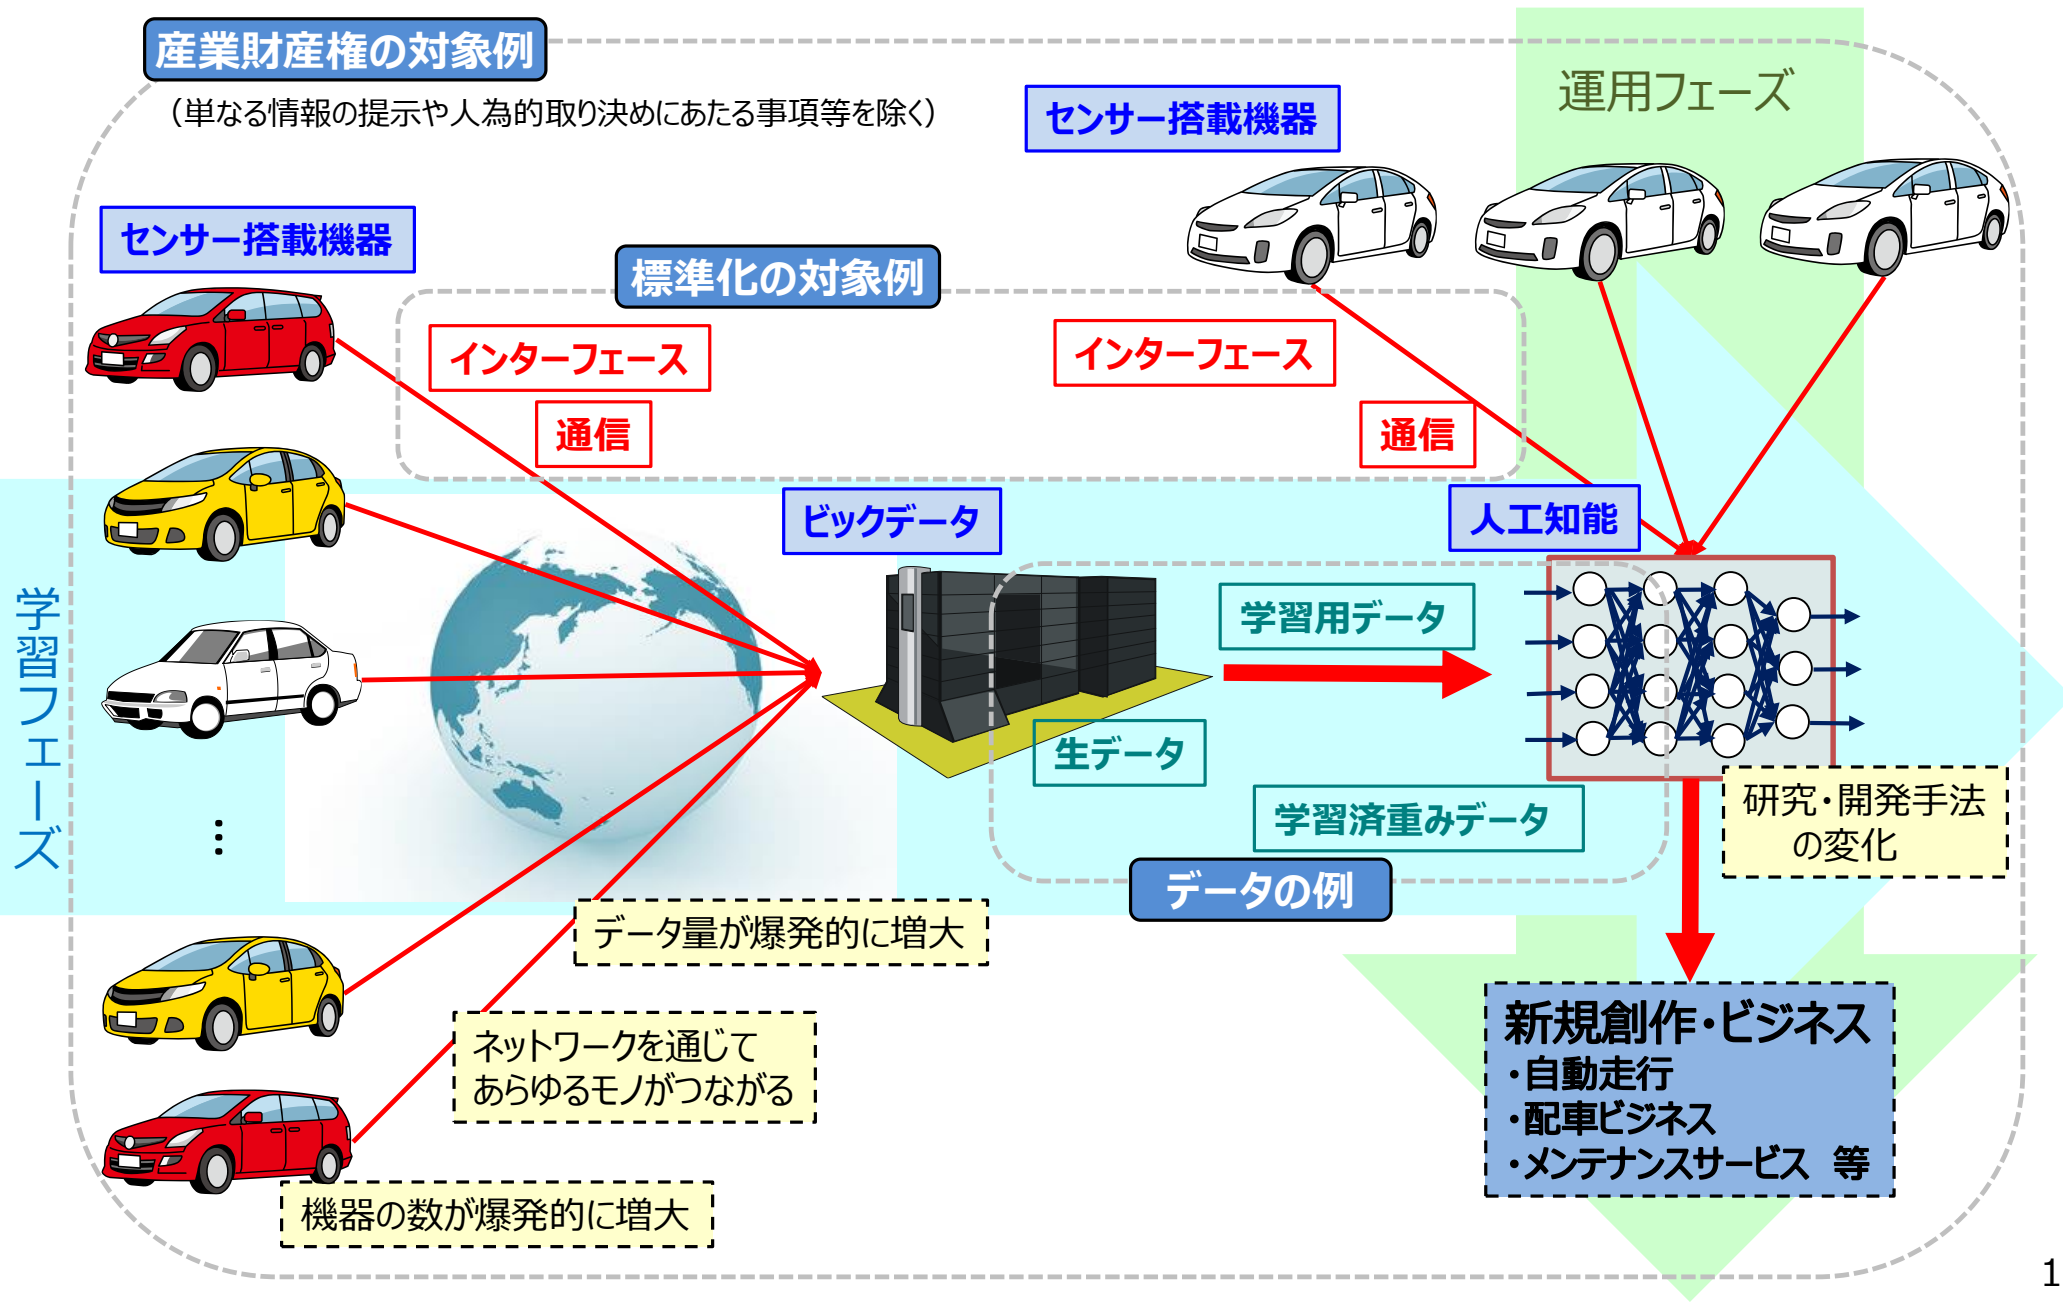 産業財産権の対象例
（単なる情報の提示や人為的取り決めにあたる事項等を除く）
運用フェーズ
センサー搭載機器
センサー搭載機器
標準化の対象例
インターフェース
通信
インターフェース
通信
ビックデータ
人工知能
学習フェーズ
学習用データ
生データ
学習済重みデータ
データの例
研究・開発手法
の変化
データ量が爆発的に増大
ネットワークを通じて
あらゆるモノがつながる
機器の数が爆発的に増大
新規創作・ビジネス
・自動走行
・配車ビジネス
・メンテナンスサービス　等
1